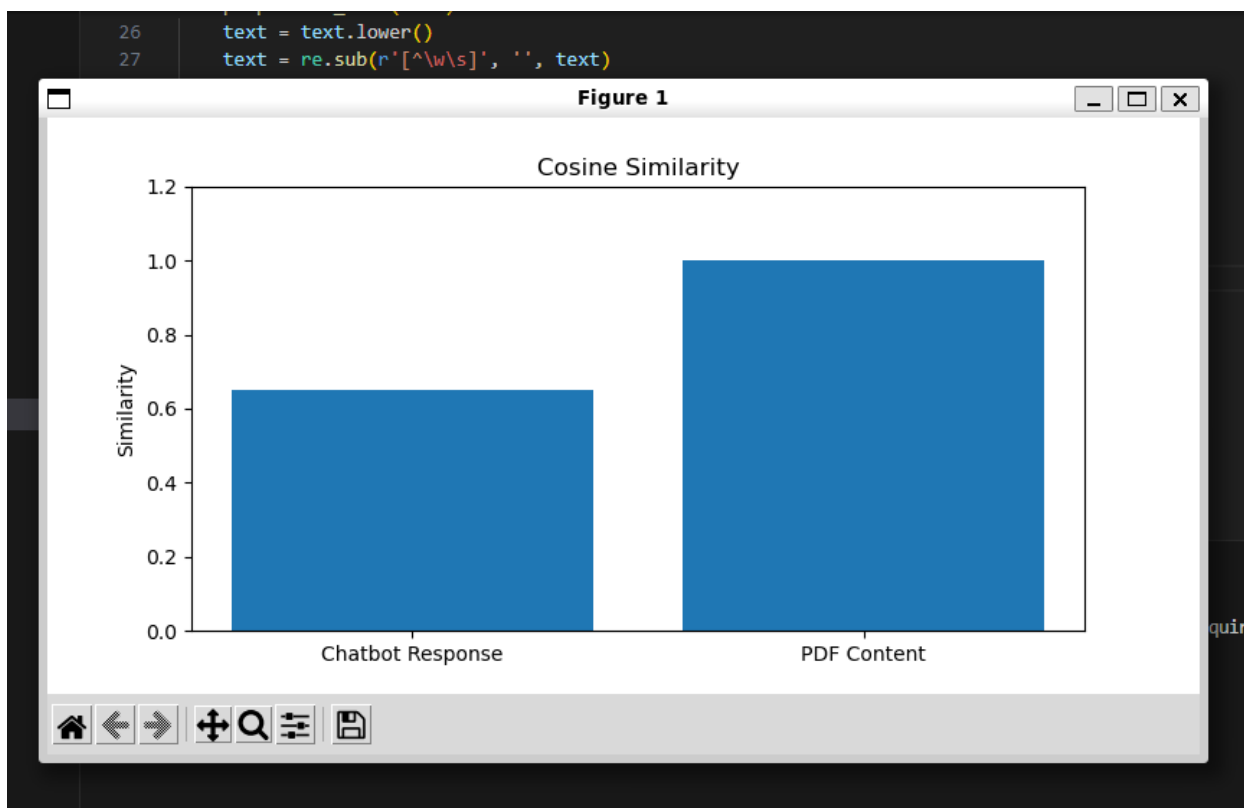 26 text = text.lower()
27 text = re.sub(r'[^\w\s]', '', text)
Figure 1
Cosine Similarity
1.2
1.0
0.8
0.6
0.4
0.2
0.0
Similarity
Chatbot Response
PDF Content
quir